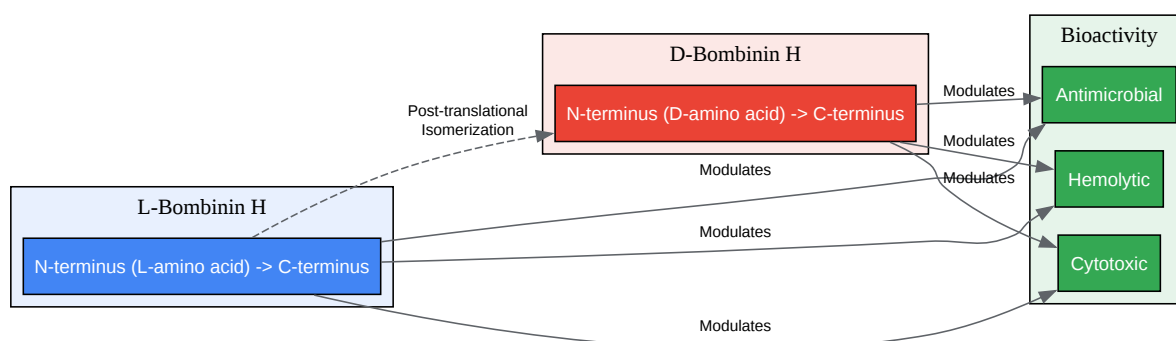 Bioactivity
D-Bombinin H
Modulates
Antimicrobial
N-terminus (D-amino acid) -> C-terminus
Post-translational
Isomerization
Modulates
Modulates
Modulates
Hemolytic
L-Bombinin H
Modulates
N-terminus (L-amino acid) -> C-terminus
Cytotoxic
Modulates